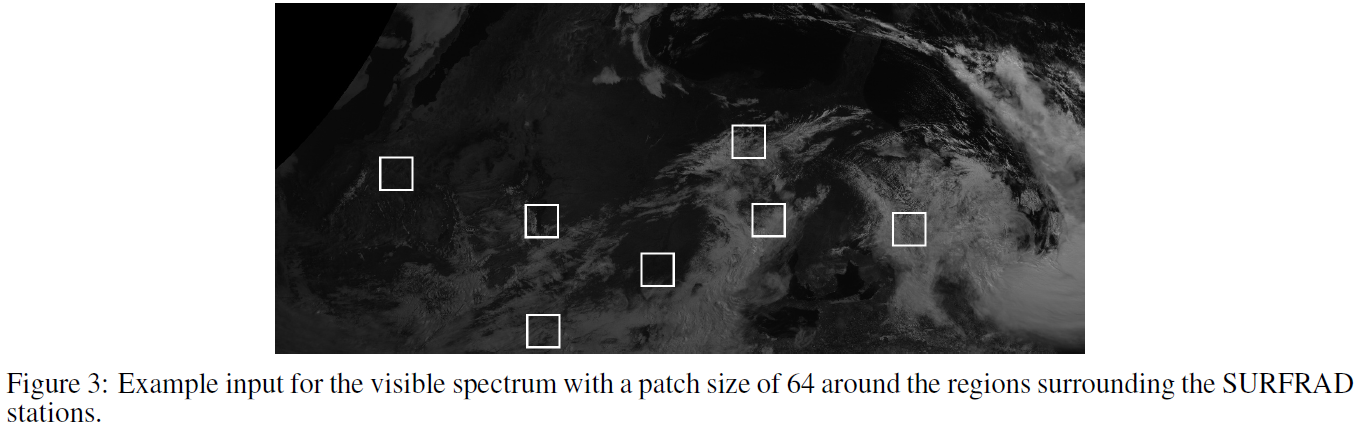 Figure 3: Example input for the visible spectrum with a patch size of 64 around the regions surrounding the SURFRAD
stations.